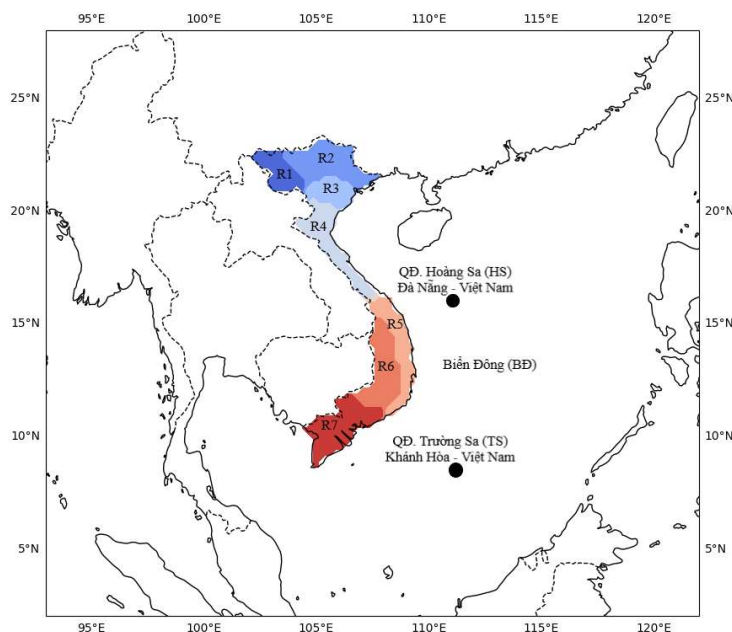 25°N
25°N
R2
R1
R3
20°N
20°N
R4
QĐ. Hoàng Sa (HS)
Đà Nẵng - Việt Nam
15°N
R5
15°N
R6
Biển Đông (BĐ)
R7
QĐ. Trường Sa (TS)
10°N
10°N
Khánh Hòa - Việt Nam
5°N
5°N
95°E 100°E 105°E 110°E 115°E 120°E
95°E 100°E 105°E 110°E 115°E 120°E